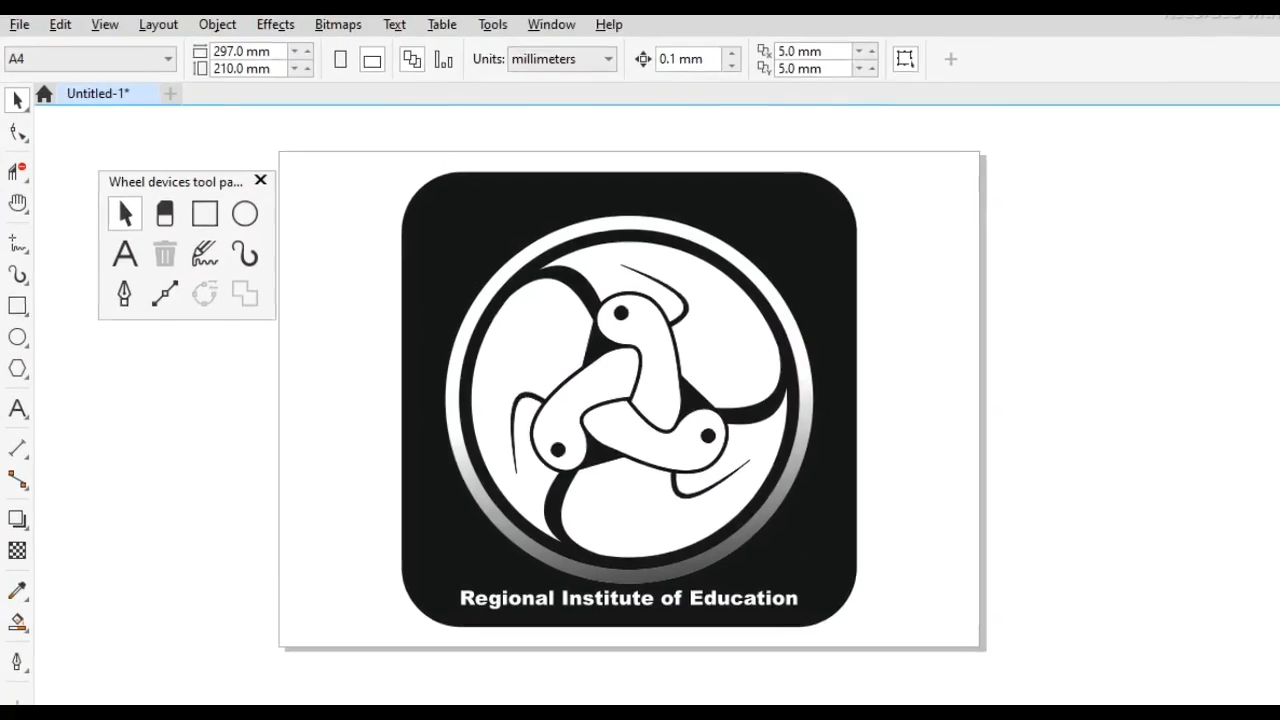 File Edit View Layout Object Effects Bitmaps Text Table Tools Window Help
A4 297.0 mm 210.0 mm Units: millimeters 0.1 mm 5.0 mm 5.0 mm
Untitled-1*
Wheel devices tool pa...
Regional Institute of Education